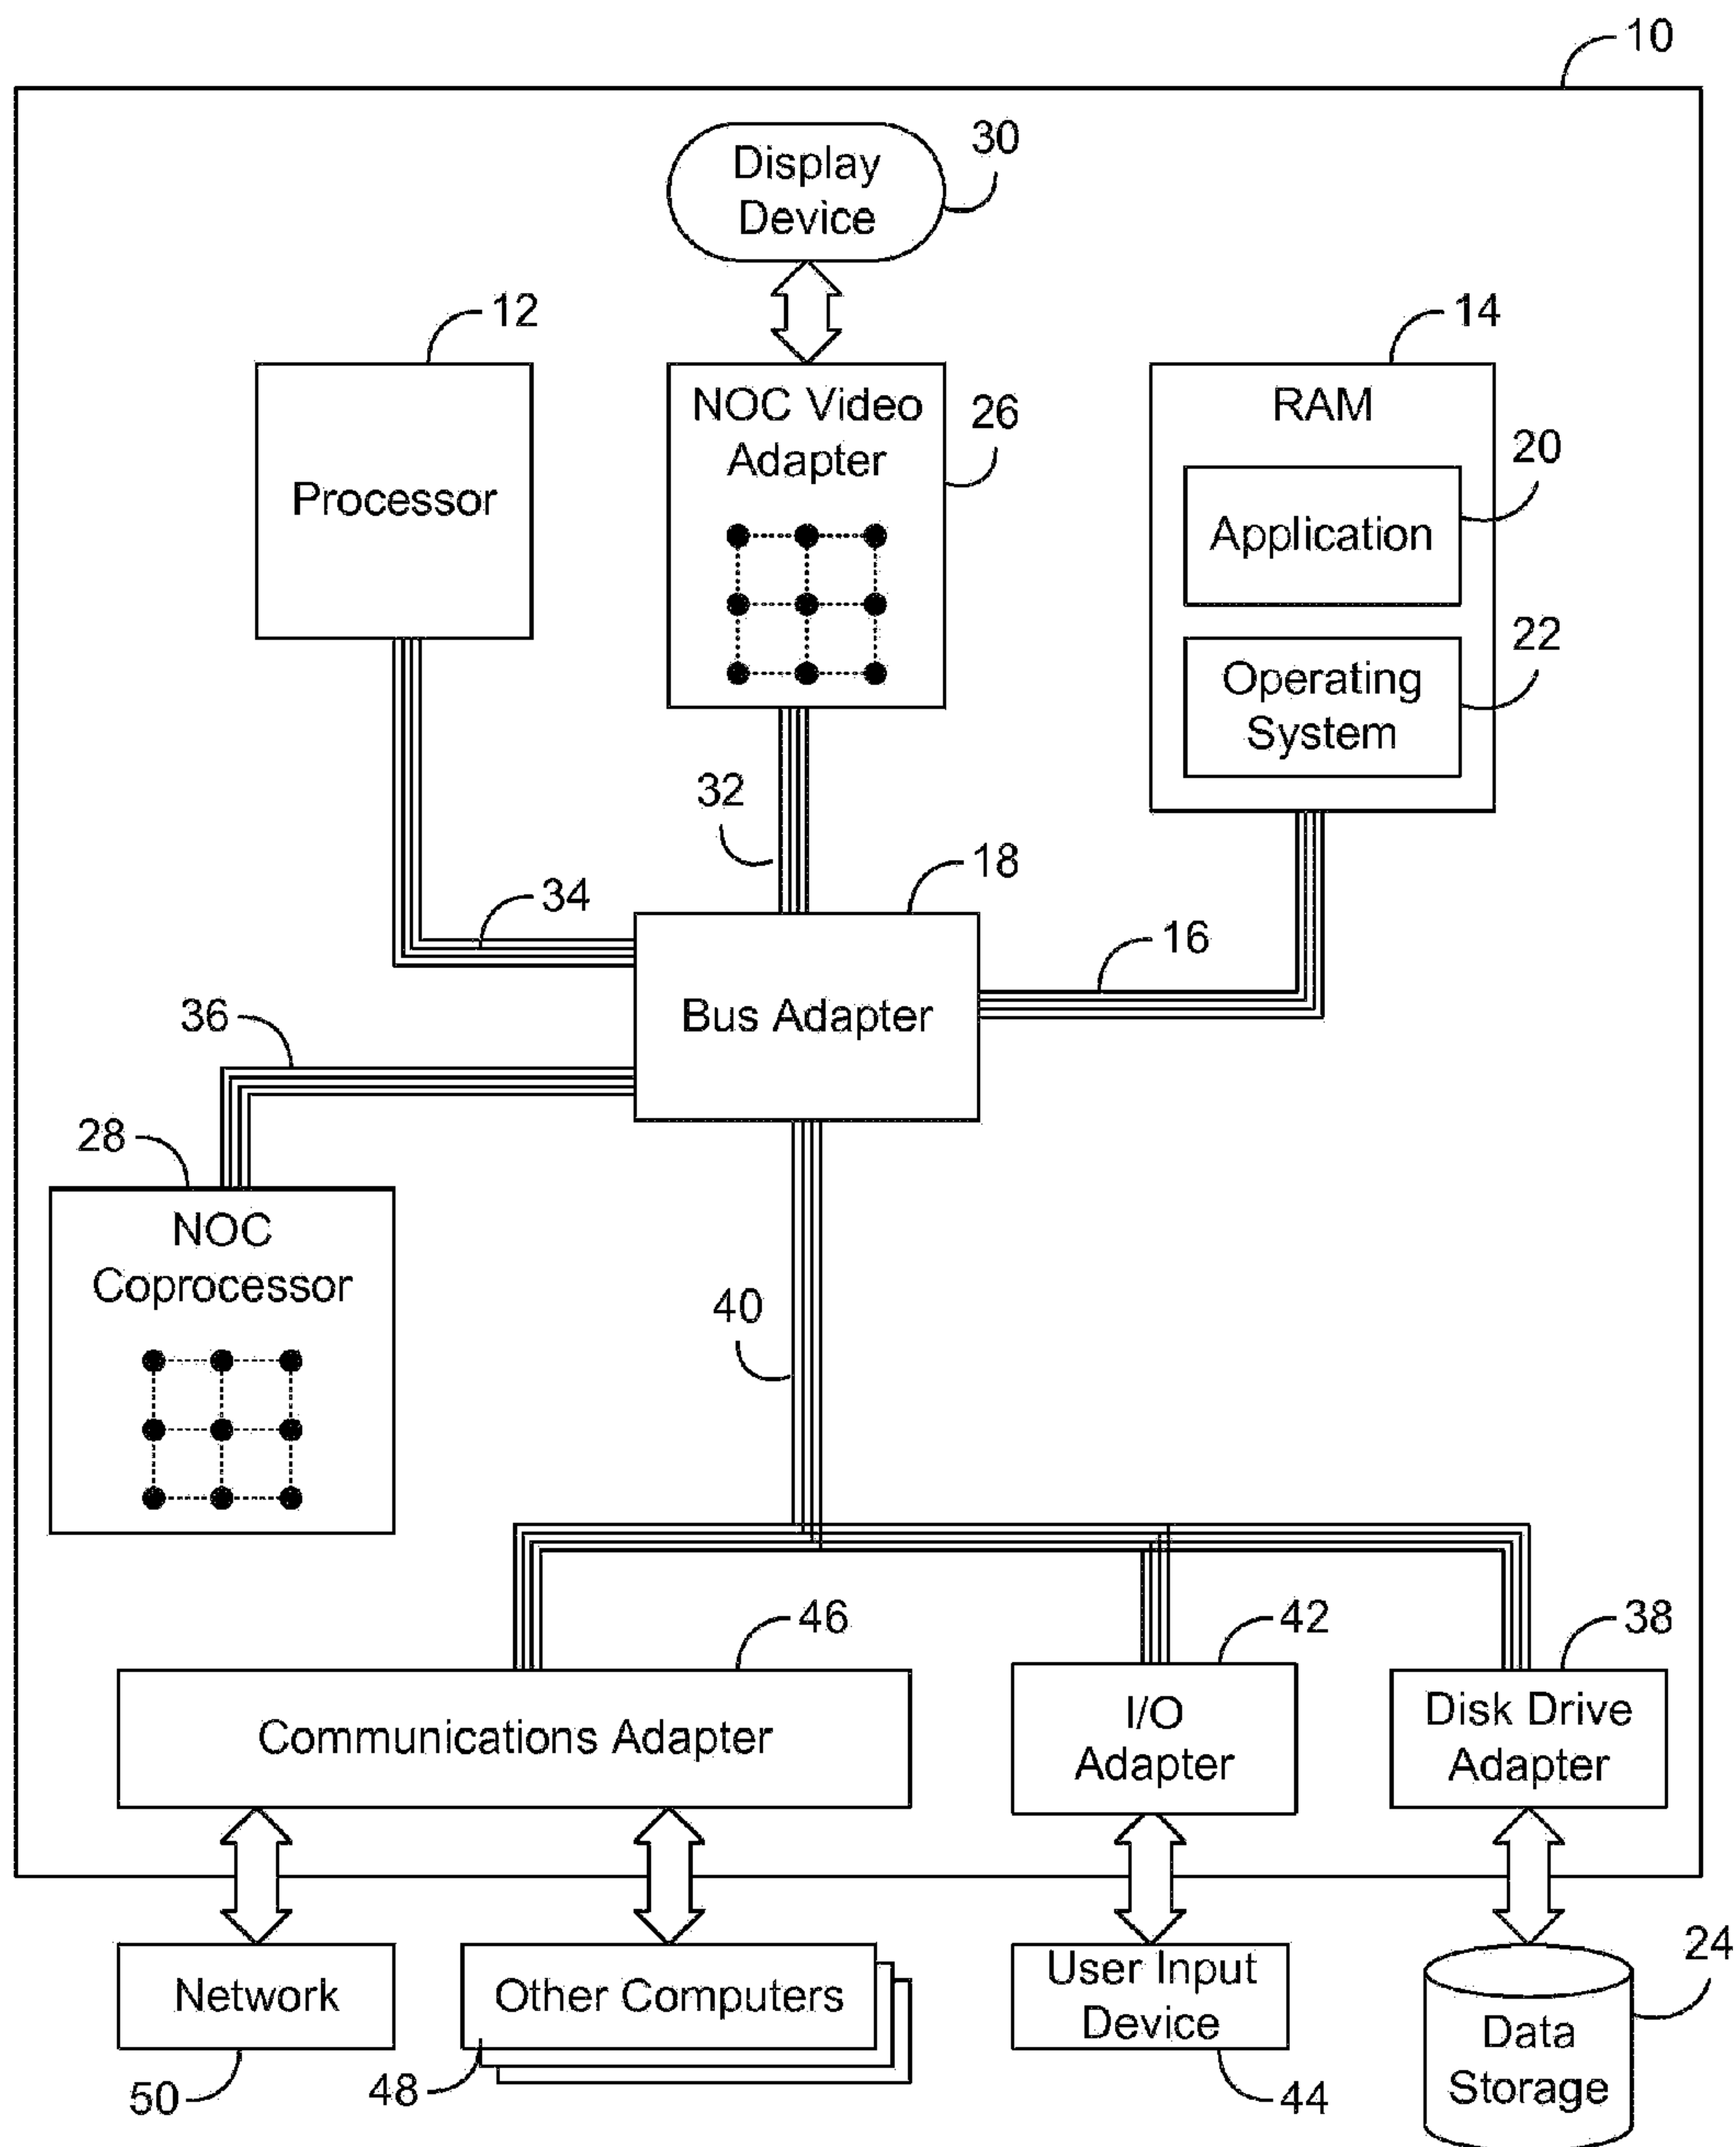 10
Display
Device
30
12
14
Processor
NOC Video
Adapter
26
RAM
20
Application
22
Operating
System
32
34
18
16
Bus Adapter
36
28
NOC
Coprocessor
40
46
42
38
Communications Adapter
I/O
Adapter
Disk Drive
Adapter
Network
50
Other Computers
48
User Input
Device
44
24
Data
Storage